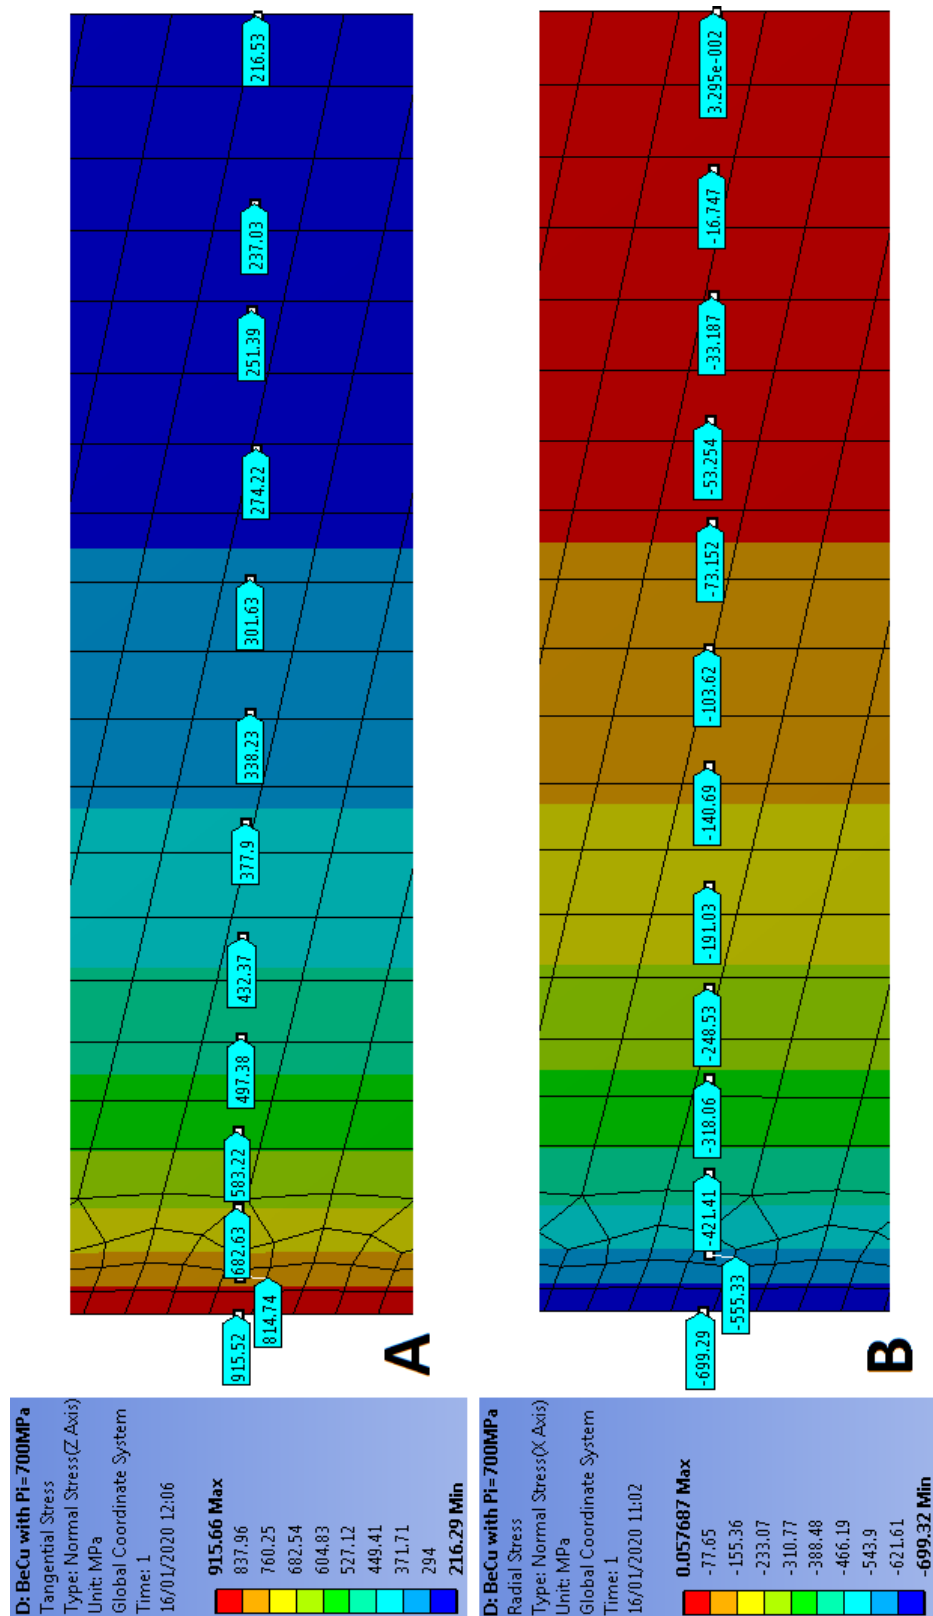 D: BeCu with Pi=700MPa
Tangential Stress
Type: Normal Stress(Z Axis)
Unit: MPa
Global Coordinate System
Time: 1
16/01/2020 12:06
915.66 Max
837.96
760.25
682.54
604.83
527.12
449.41
371.71
294
216.29 Min
915.52
814.74
682.63
583.22
497.38
432.37
377.9
338.23
301.63
274.22
251.39
237.03
216.53
A
D: BeCu with Pi=700MPa
Radial Stress
Type: Normal Stress(X Axis)
Unit: MPa
Global Coordinate System
Time: 1
16/01/2020 11:02
0.057687 Max
-77.65
-155.36
-233.07
-310.77
-388.48
-466.19
-543.9
-621.61
-699.32 Min
-699.29
-555.33
-421.41
-318.06
-248.53
-191.03
-140.69
-103.62
-73.152
-53.254
-33.187
-16.747
3.295e-002
B